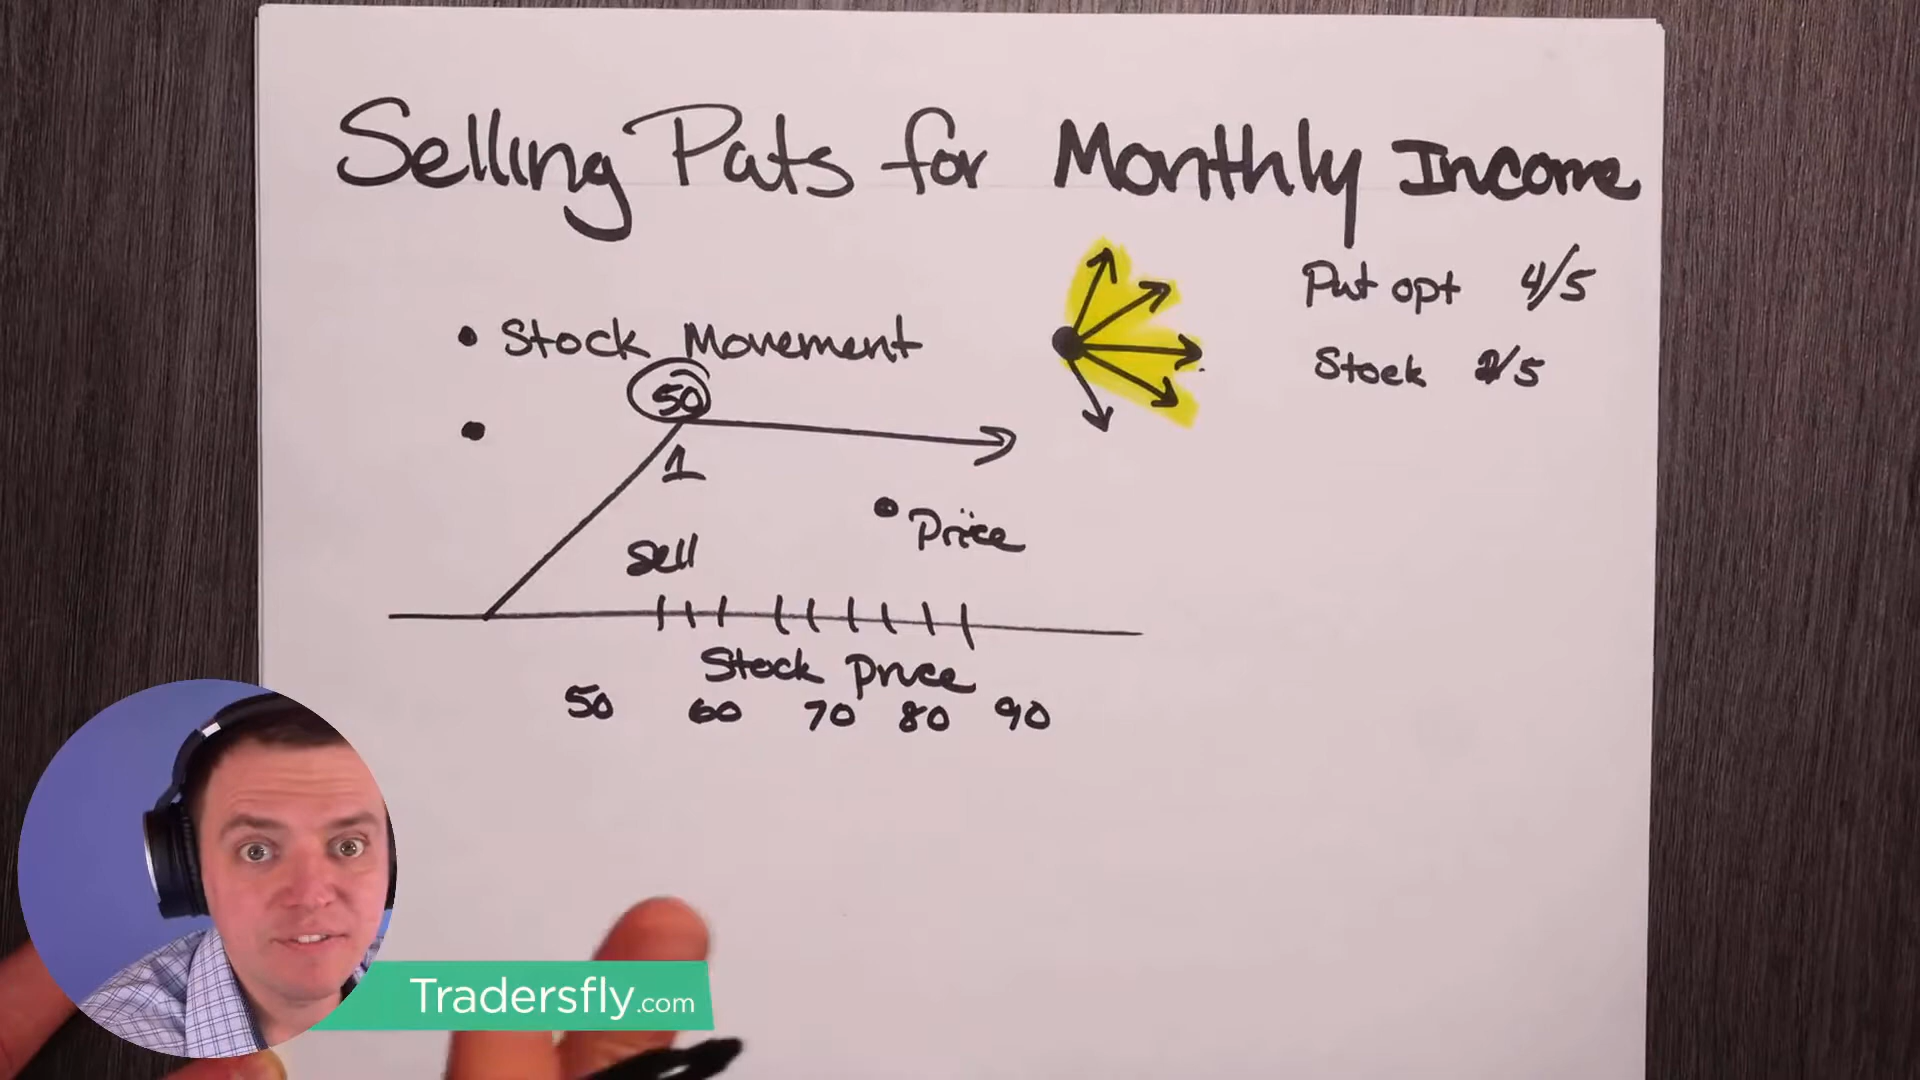 Selling Puts for Monthly Income
Put opt 4/5
• Stock Movement
Stock 2/5
50
•
1
• Price
Sell
Stock price
50 60 70 80 90
Tradersfly.com